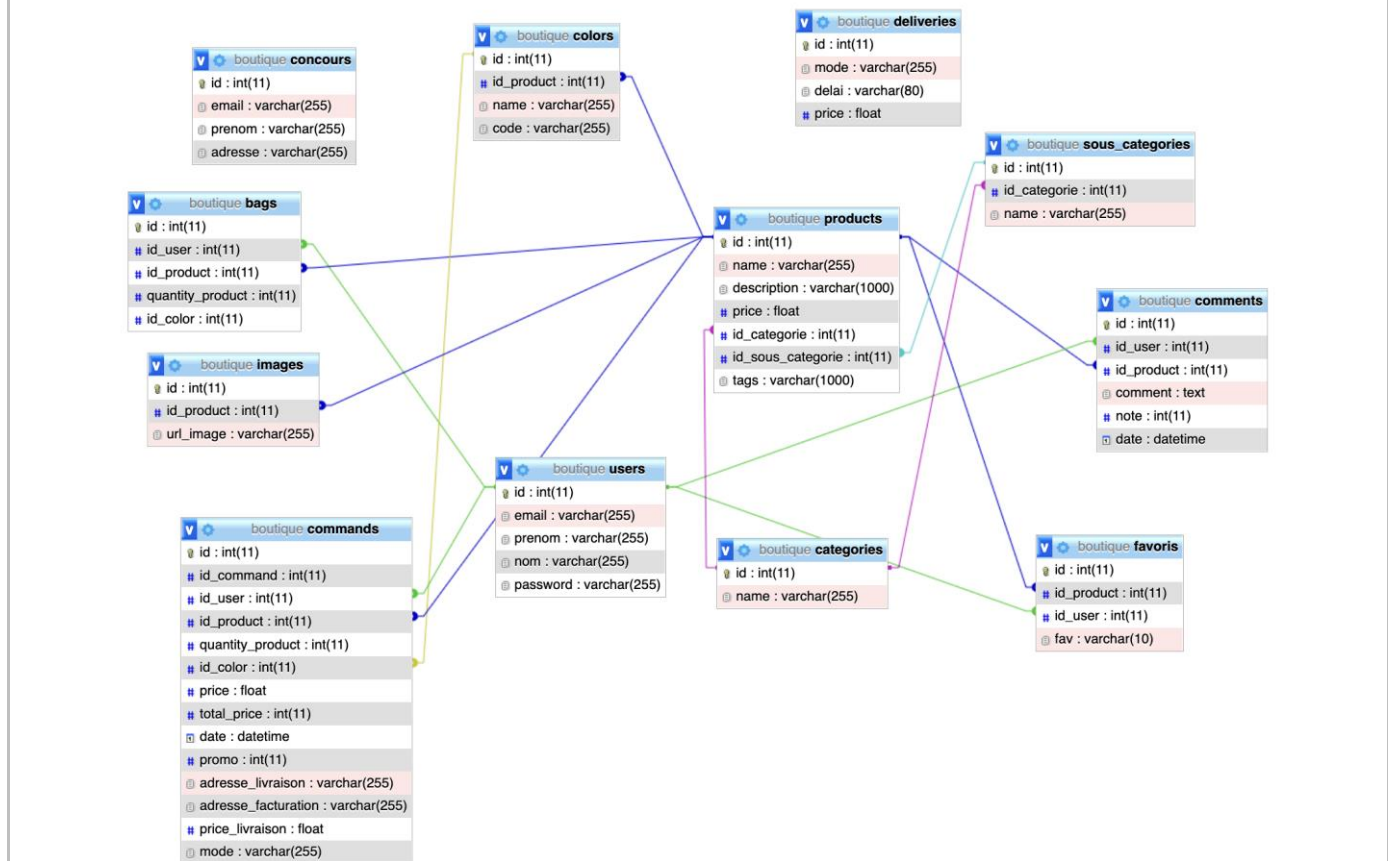 boutique concours
id : int(11)
email : varchar(255)
prenom : varchar(255)
adresse : varchar(255)
boutique colors
id : int(11)
id_product : int(11)
name : varchar(255)
code : varchar(255)
boutique deliveries
id : int(11)
mode : varchar(255)
delai : varchar(80)
price : float
boutique sous_categories
id : int(11)
id_categorie : int(11)
name : varchar(255)
boutique bags
id : int(11)
id_user : int(11)
id_product : int(11)
quantity_product : int(11)
id_color : int(11)
boutique products
id : int(11)
name : varchar(255)
description : varchar(1000)
price : float
id_categorie : int(11)
id_sous_categorie : int(11)
tags : varchar(1000)
boutique comments
id : int(11)
id_user : int(11)
id_product : int(11)
comment : text
note : int(11)
date : datetime
boutique images
id : int(11)
id_product : int(11)
url_image : varchar(255)
boutique users
id : int(11)
email : varchar(255)
prenom : varchar(255)
nom : varchar(255)
password : varchar(255)
boutique commands
id : int(11)
id_command : int(11)
id_user : int(11)
id_product : int(11)
quantity_product : int(11)
id_color : int(11)
price : float
total_price : int(11)
date : datetime
promo : int(11)
adresse_livraison : varchar(255)
adresse_facturation : varchar(255)
price_livraison : float
mode : varchar(255)
boutique categories
id : int(11)
name : varchar(255)
boutique favoris
id : int(11)
id_product : int(11)
id_user : int(11)
fav : varchar(10)